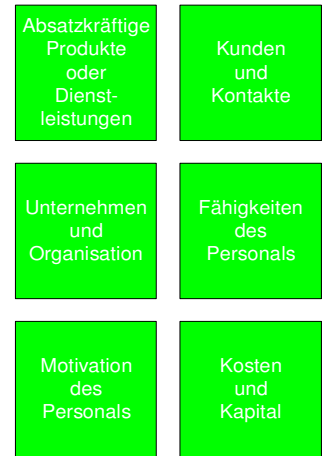 Absatzkräftige
Produkte
oder
Dienst-
leistungen
Kunden
und
Kontakte
Unternehmen
und
Organisation
Fähigkeiten
des
Personals
Motivation
des
Personals
Kosten
und
Kapital